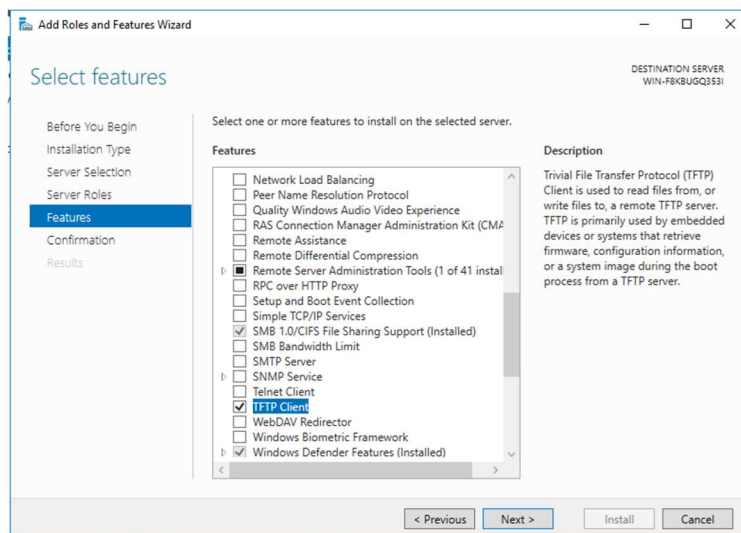 Add Roles and Features Wizard
Select features
DESTINATION SERVER
WIN-F8KBUGQ353I
Before You Begin
Installation Type
Server Selection
Server Roles
Features
Confirmation
Results
Select one or more features to install on the selected server.
Features
Network Load Balancing
Peer Name Resolution Protocol
Quality Windows Audio Video Experience
RAS Connection Manager Administration Kit (CMA
Remote Assistance
Remote Differential Compression
Remote Server Administration Tools (1 of 41 instal
RPC over HTTP Proxy
Setup and Boot Event Collection
Simple TCP/IP Services
SMB 1.0/CIFS File Sharing Support (Installed)
SMB Bandwidth Limit
SMTP Server
SNMP Service
Telnet Client
TFTP Client
WebDAV Redirector
Windows Biometric Framework
Windows Defender Features (Installed)
Description
Trivial File Transfer Protocol (TFTP)
Client is used to read files from, or
write files to, a remote TFTP server.
TFTP is primarily used by embedded
devices or systems that retrieve
firmware, configuration information,
or a system image during the boot
process from a TFTP server.
< Previous
Next >
Install
Cancel